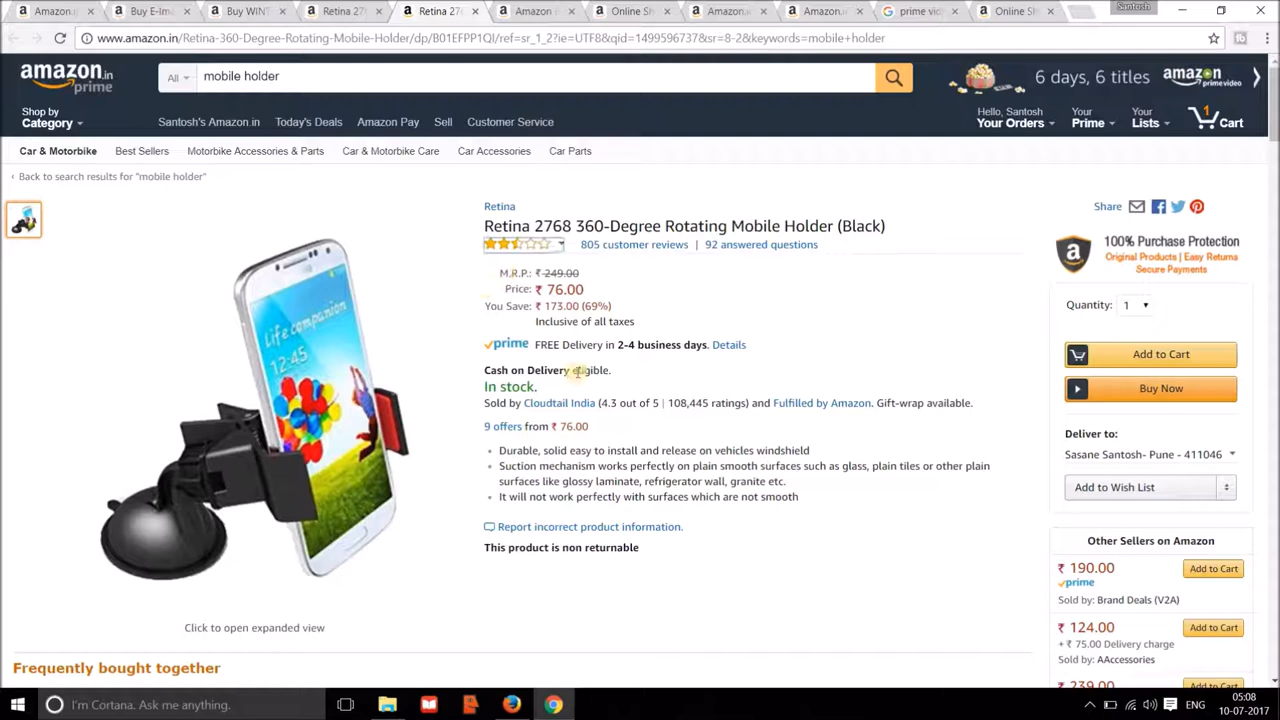 Amazon.
Buy E-Ima
Buy WINT
Retina 27
Retina 276
Amazon
Online Sh
Amazon.
Amazon.i
prime vid
Online Sh
Santosh
www.amazon.in/Retina-360-Degree-Rotating-Mobile-Holder/dp/B01EFPP1QI/ref=sr_1_2?ie=UTF8&qid=1499596737&sr=8-2&keywords=mobile+holder
amazon.in
prime
All
mobile holder
6 days, 6 titles
amazon
prime video
Shop by
Category
Santosh's Amazon.in
Today's Deals
Amazon Pay
Sell
Customer Service
Hello, Santosh
Your Orders
Your
Prime
Your
Lists
1
Cart
Car & Motorbike
Best Sellers
Motorbike Accessories & Parts
Car & Motorbike Care
Car Accessories
Car Parts
‹ Back to search results for "mobile holder"
Retina
Retina 2768 360-Degree Rotating Mobile Holder (Black)
805 customer reviews | 92 answered questions
M.R.P.: ₹ 249.00
Price: ₹ 76.00
You Save: ₹ 173.00 (69%)
Inclusive of all taxes
prime FREE Delivery in 2-4 business days. Details
Cash on Delivery eligible.
In stock.
Sold by Cloudtail India (4.3 out of 5 | 108,445 ratings) and Fulfilled by Amazon. Gift-wrap available.
9 offers from ₹ 76.00
• Durable, solid easy to install and release on vehicles windshield
• Suction mechanism works perfectly on plain smooth surfaces such as glass, plain tiles or other plain
surfaces like glossy laminate, refrigerator wall, granite etc.
• It will not work perfectly with surfaces which are not smooth
Report incorrect product information.
This product is non returnable
Life companion
12:45
Click to open expanded view
Frequently bought together
Share
a
100% Purchase Protection
Original Products | Easy Returns
Secure Payments
Quantity: 1
Add to Cart
Buy Now
Deliver to:
Sasane Santosh- Pune - 411046
Add to Wish List
Other Sellers on Amazon
₹ 190.00
Add to Cart
prime
Sold by: Brand Deals (V2A)
₹ 124.00
Add to Cart
+ ₹ 75.00 Delivery charge
Sold by: AAccessories
₹ 239.00
Add to Cart
I'm Cortana. Ask me anything.
ENG
05:08
10-07-2017